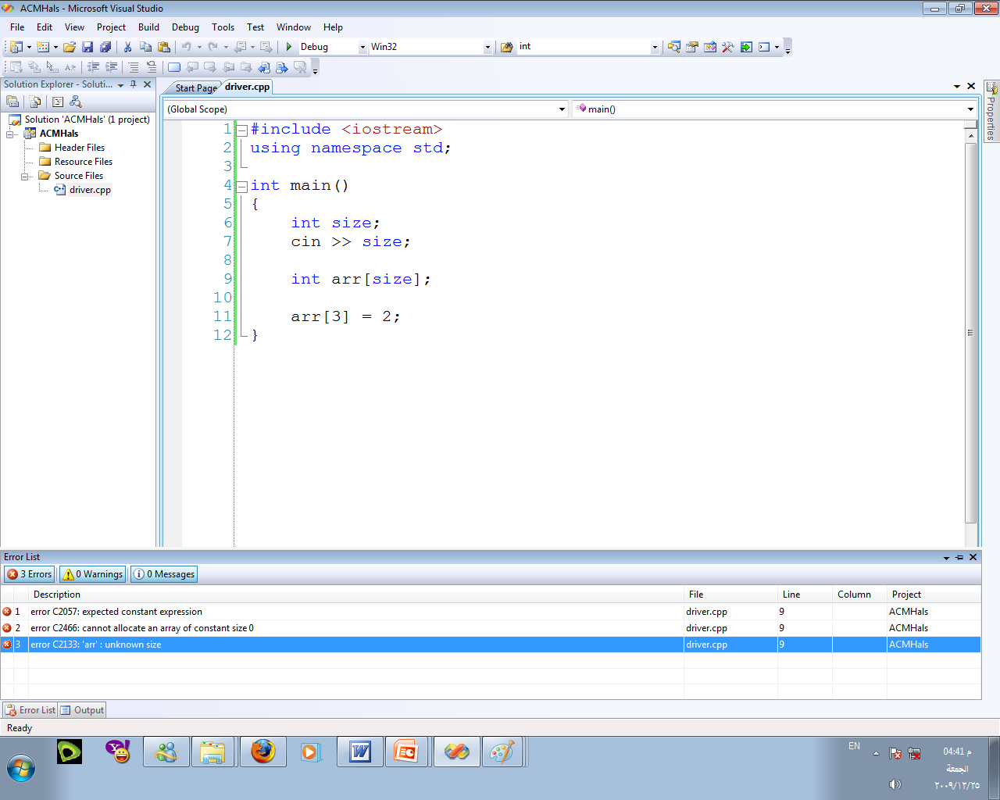 ACMHals - Microsoft Visual Studio
File Edit View Project Build Debug Tools Test Window Help
Debug Win32 int
Solution Explorer - Soluti...
Start Page driver.cpp
Properties
(Global Scope) main()
Solution 'ACMHals' (1 project)
ACMHals
Header Files
Resource Files
Source Files
driver.cpp
1 #include <iostream>
2 using namespace std;
3
4 int main()
5 {
6 int size;
7 cin >> size;
8
9 int arr[size];
10
11 arr[3] = 2;
12 }
Error List
3 Errors 0 Warnings 0 Messages
Description File Line Column Project
1 error C2057: expected constant expression driver.cpp 9 ACMHals
2 error C2466: cannot allocate an array of constant size 0 driver.cpp 9 ACMHals
3 error C2133: 'arr' : unknown size driver.cpp 9 ACMHals
Error List Output
Ready
EN
04:41 م
الجمعة
٢٠٠٩/١٢/٢٥